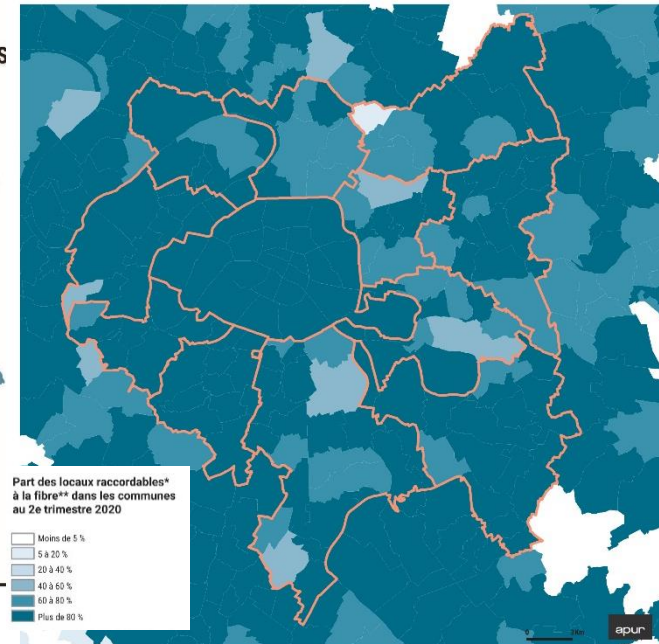 S
Part des locaux raccordables*
à la fibre** dans les communes
au 2e trimestre 2020
Moins de 5 %
5 à 20 %
20 à 40 %
40 à 60 %
60 à 80 %
Plus de 80 %
apur